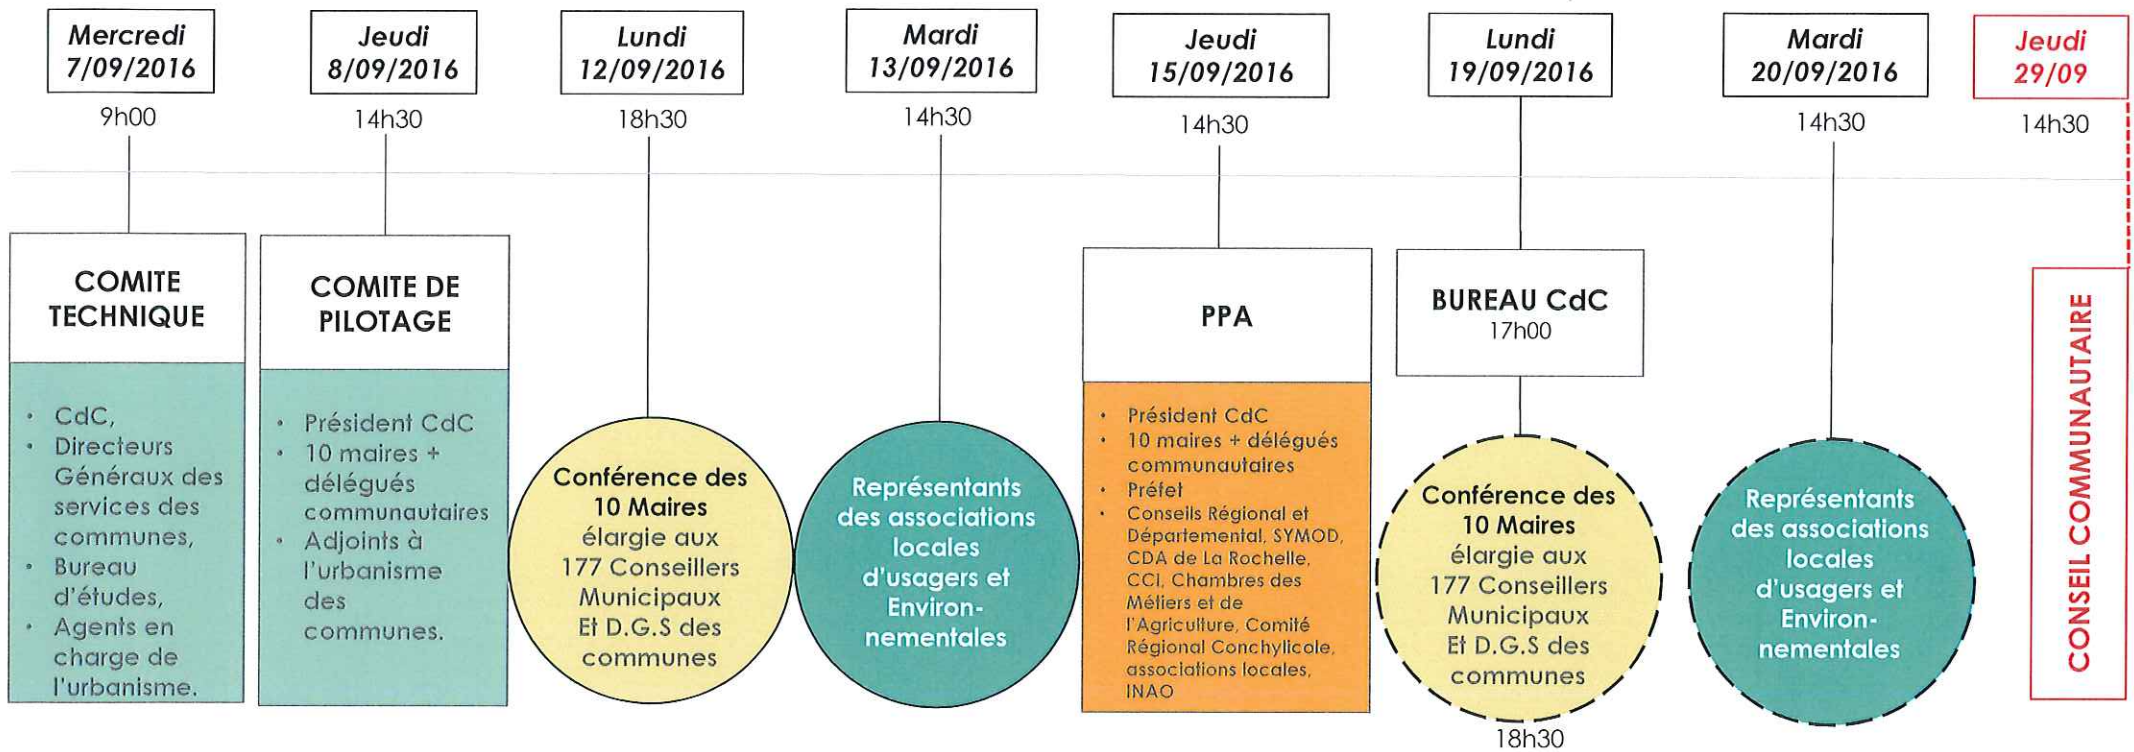 Mercredi
7/09/2016
9h00
COMITE
TECHNIQUE
• CdC,
• Directeurs
Généraux des
services des
communes,
• Bureau
d'études,
• Agents en
charge de
l'urbanisme.
Jeudi
8/09/2016
14h30
COMITE DE
PILOTAGE
• Président CdC
• 10 maires +
délégués
communautaires
• Adjoints à
l'urbanisme
des
communes.
Lundi
12/09/2016
18h30
Conférence des
10 Maires
élargie aux
177 Conseillers
Municipaux
Et D.G.S des
communes
Mardi
13/09/2016
14h30
Représentants
des associations
locales
d'usagers et
Environ-
nementales
Jeudi
15/09/2016
14h30
PPA
• Président CdC
• 10 maires + délégués
communautaires
• Préfet
• Conseils Régional et
Départemental, SYMOD,
CDA de La Rochelle,
CCI, Chambres des
Métiers et de
l'Agriculture, Comité
Régional Conchylicole,
associations locales,
INAO
Lundi
19/09/2016
BUREAU CdC
17h00
Conférence des
10 Maires
élargie aux
177 Conseillers
Municipaux
Et D.G.S des
communes
18h30
Mardi
20/09/2016
14h30
Représentants
des associations
locales
d'usagers et
Environ-
nementales
Jeudi
29/09
14h30
CONSEIL COMMUNAUTAIRE